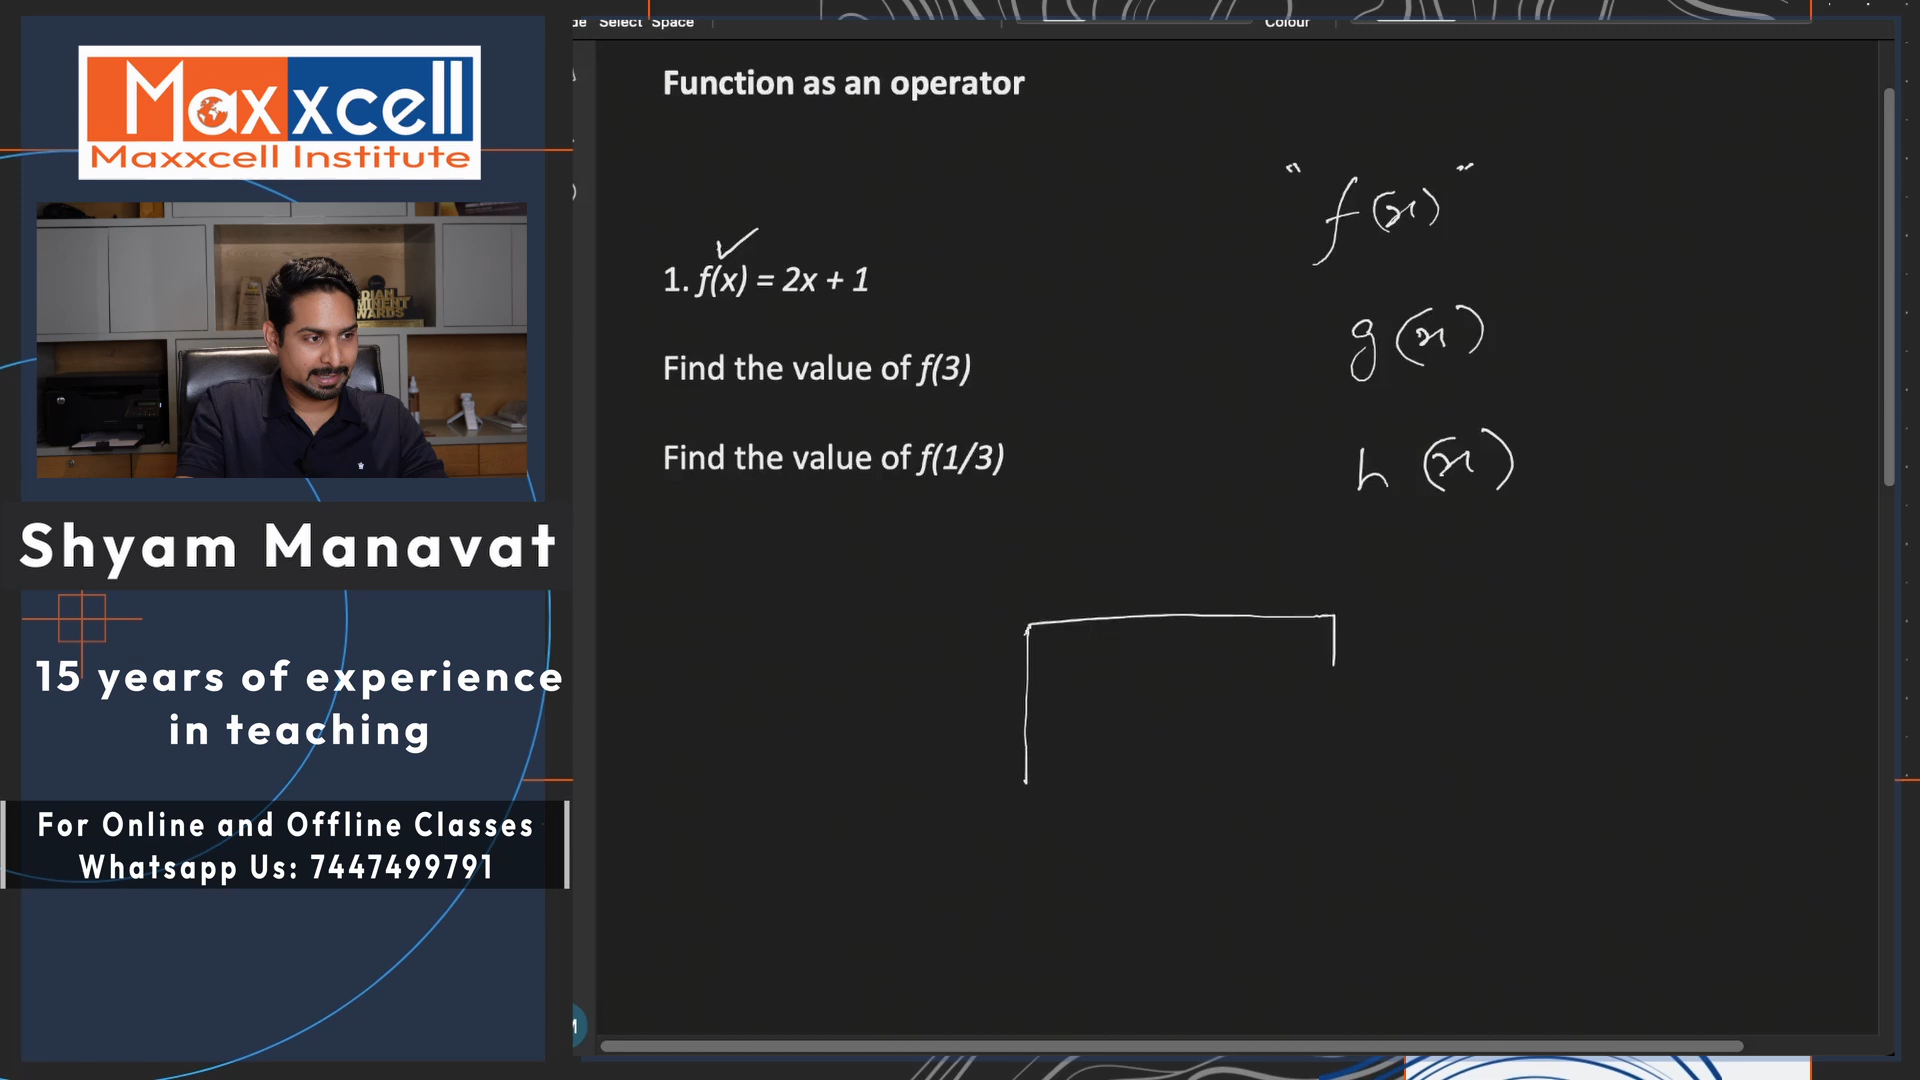 de Select Space
Colour
Maxxcell
Maxxcell Institute
Function as an operator
" f(x) "
1. f(x) = 2x + 1
g(x)
Find the value of f(3)
Find the value of f(1/3)
h(x)
Shyam Manavat
15 years of experience
in teaching
For Online and Offline Classes
Whatsapp Us: 7447499791